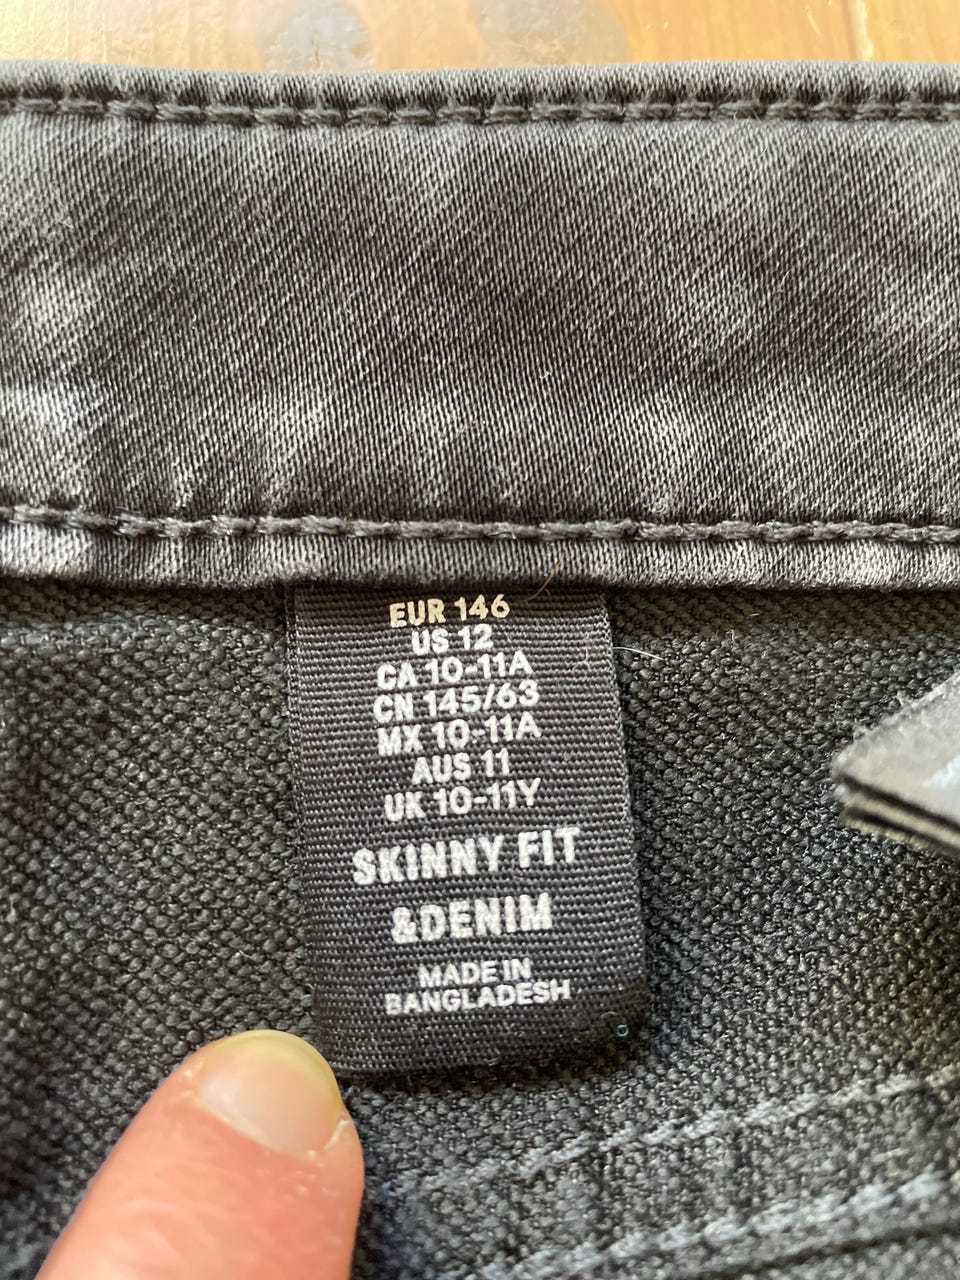 EUR 146
US 12
CA 10-11A
CN 145/63
MX 10-11A
AUS 11
UK 10-11Y
SKINNY FIT
&DENIM
MADE IN
BANGLADESH